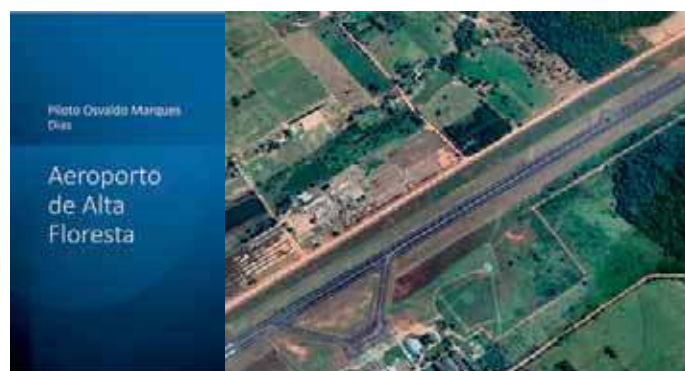 Piloto Osvaldo Marques
Dias
Aeroporto
de Alta
Floresta